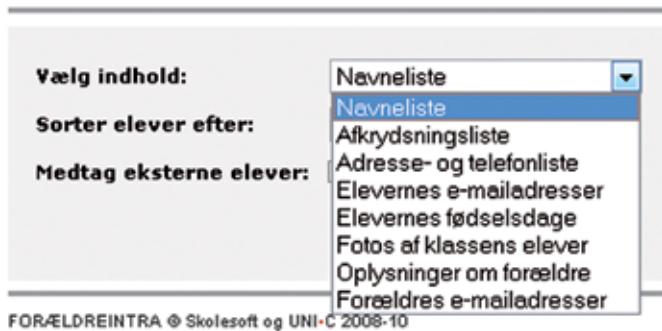 Vælg indhold:
Navneliste
Navneliste
Sorter elever efter:
Afkrydsningsliste
Medtag eksterne elever:
Adresse- og telefonliste
Elevernes e-mailadresser
Elevernes fødselsdage
Fotos af klassens elever
Oplysninger om forældre
Forældres e-mailadresser
FORÆLDREINTRA © Skolesoft og UNI-C 2008-10